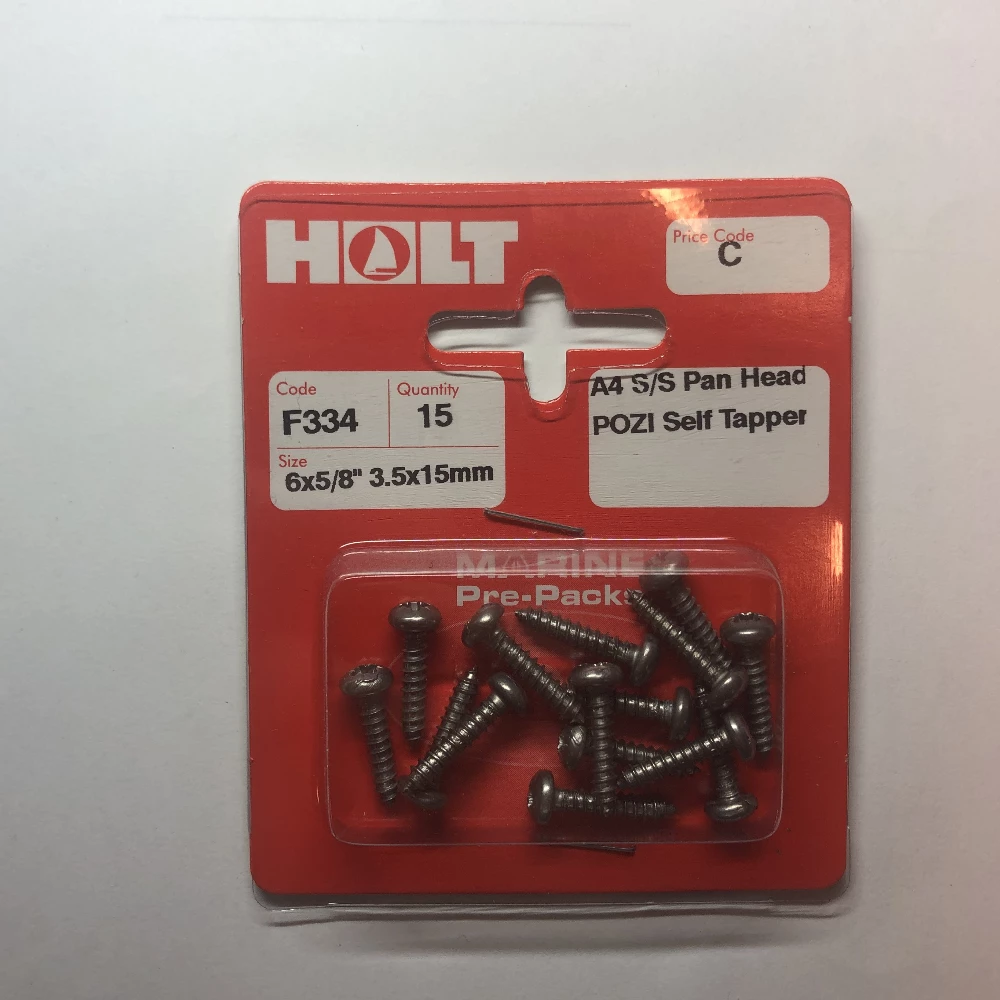 HOLT
Price Code
C
Code
F334
Quantity
15
Size
6x5/8" 3.5x15mm
A4 S/S Pan Head
POZI Self Tapper
MARINE
Pre-Packs